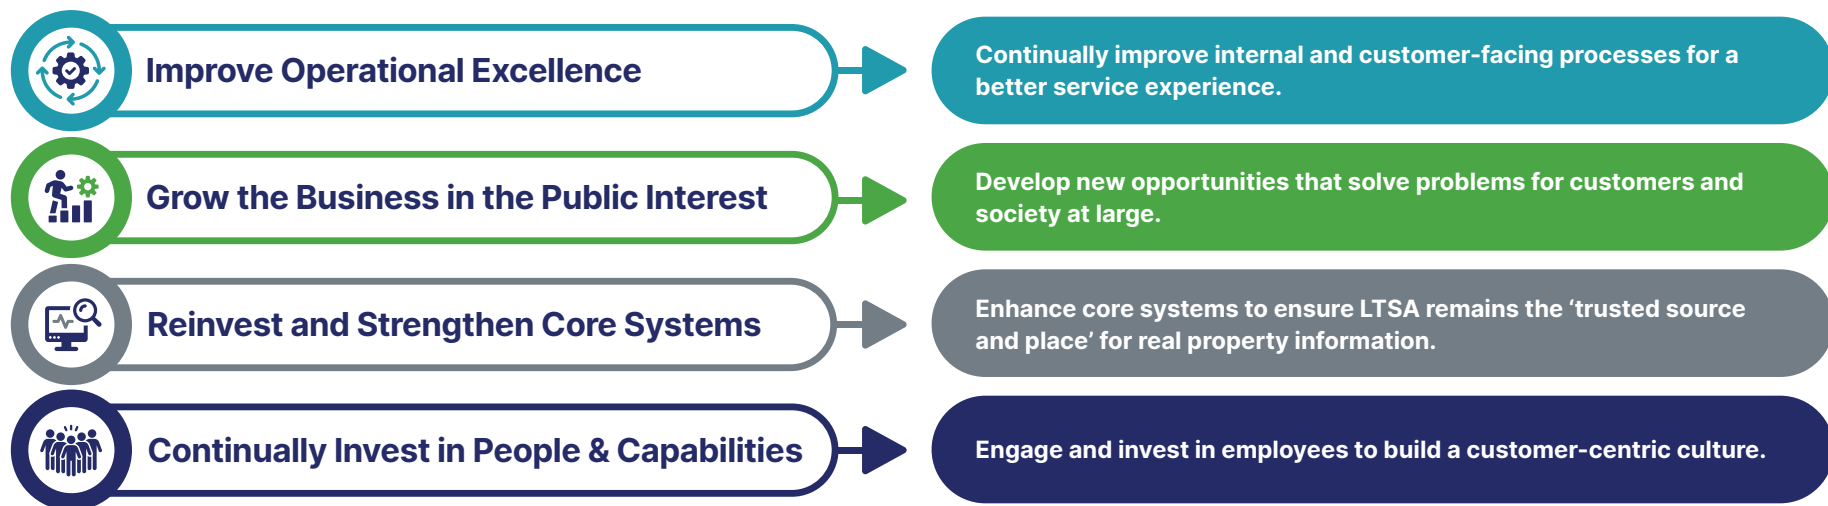 Improve Operational Excellence
Continually improve internal and customer-facing processes for a
better service experience.
Grow the Business in the Public Interest
Develop new opportunities that solve problems for customers and
society at large.
Reinvest and Strengthen Core Systems
Enhance core systems to ensure LTSA remains the ‘trusted source
and place’ for real property information.
Continually Invest in People & Capabilities
Engage and invest in employees to build a customer-centric culture.